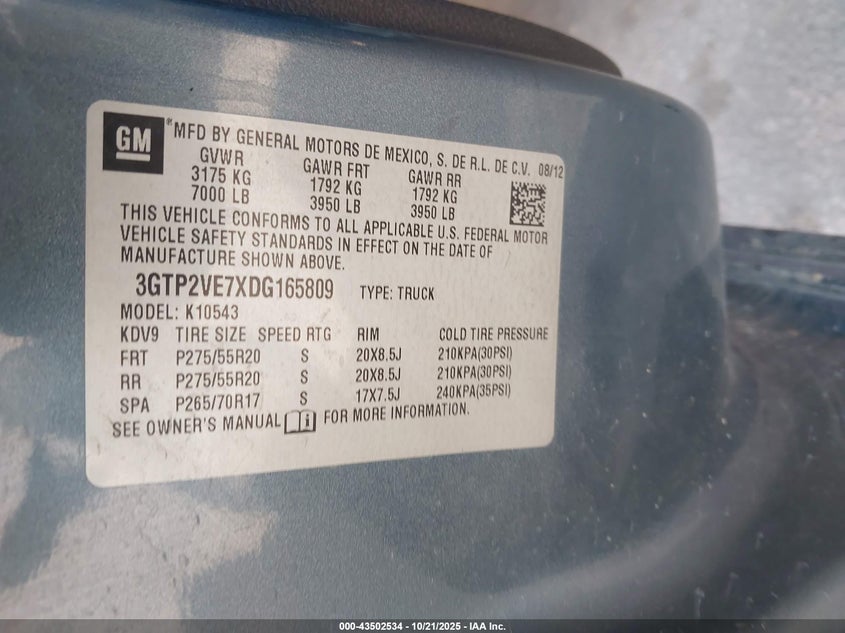 GM
®MFD BY GENERAL MOTORS DE MEXICO, S. DE R.L. DE C.V. 08/12
GVWR GAWR FRT GAWR RR
3175 KG 1792 KG 1792 KG
7000 LB 3950 LB 3950 LB
THIS VEHICLE CONFORMS TO ALL APPLICABLE U.S. FEDERAL MOTOR
VEHICLE SAFETY STANDARDS IN EFFECT ON THE DATE OF
MANUFACTURE SHOWN ABOVE.
3GTP2VE7XDG165809 TYPE: TRUCK
MODEL: K10543
KDV9 TIRE SIZE SPEED RTG RIM COLD TIRE PRESSURE
FRT P275/55R20 S 20X8.5J 210KPA(30PSI)
RR P275/55R20 S 20X8.5J 210KPA(30PSI)
SPA P265/70R17 S 17X7.5J 240KPA(35PSI)
SEE OWNER'S MANUAL i FOR MORE INFORMATION.
000-43502534 - 10/21/2025 - IAA Inc.